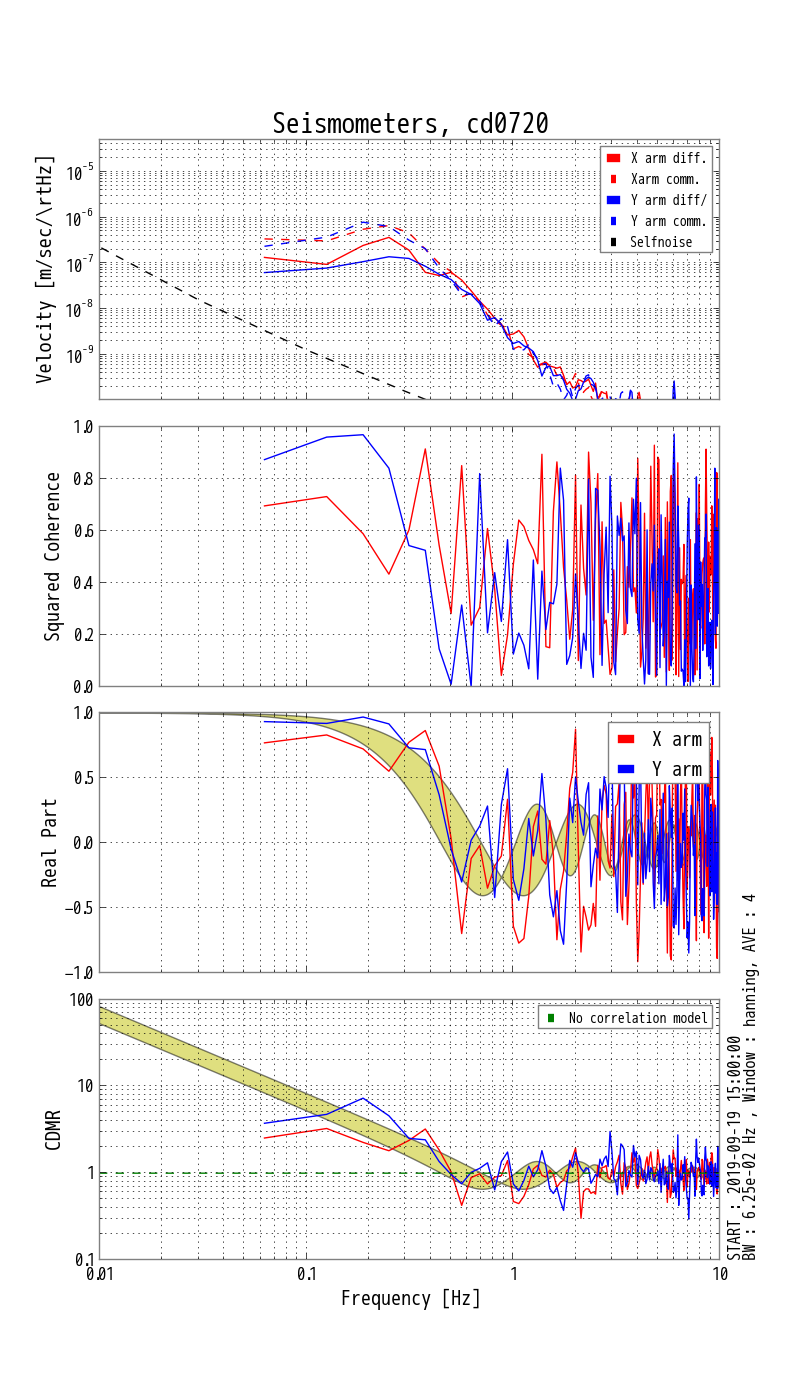 Seismometers, cd0720
Velocity [m/sec/\rtHz]
10^-5
10^-6
10^-7
10^-8
10^-9
X arm diff.
Xarm comm.
Y arm diff/
Y arm comm.
Selfnoise
Squared Coherence
1.0
0.8
0.6
0.4
0.2
0.0
Real Part
1.0
0.5
0.0
−0.5
−1.0
X arm
Y arm
CDMR
100
10
1
0.1
No correlation model
0.01
0.1
1
10
Frequency [Hz]
START : 2019-09-19 15:00:00
BW : 6.25e-02 Hz , Window : hanning, AVE : 4